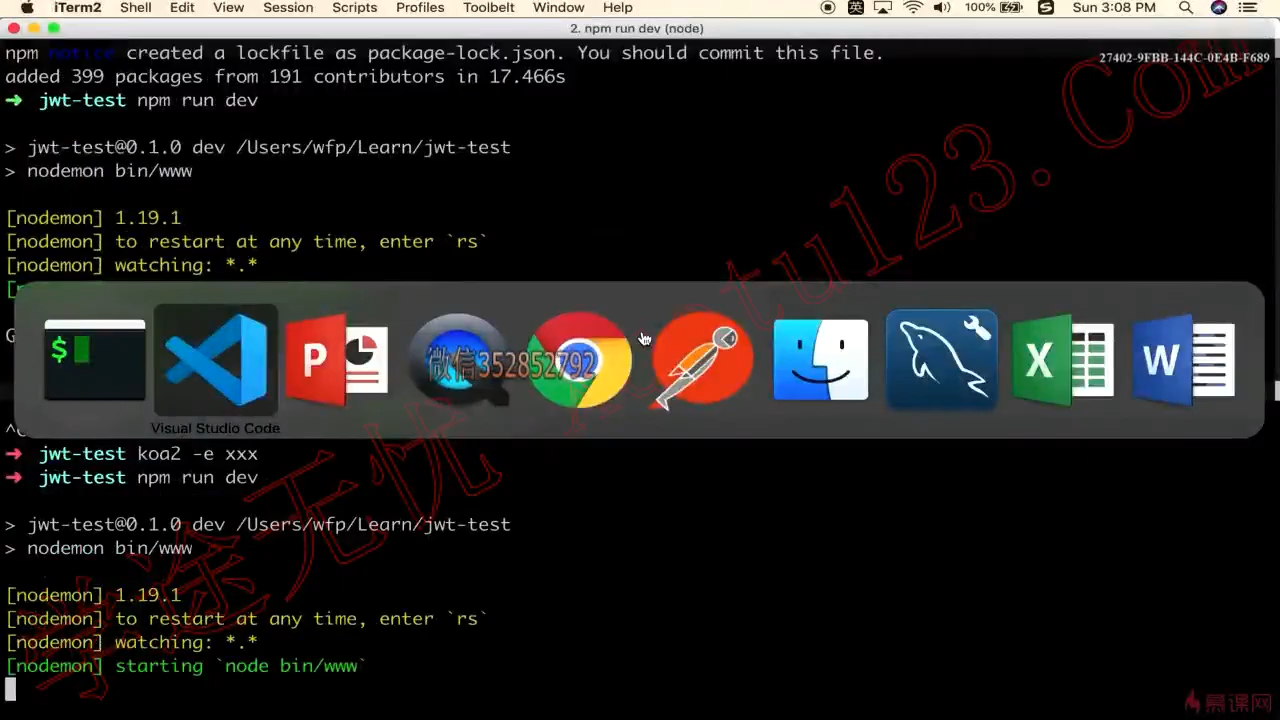 iTerm2 Shell Edit View Session Scripts Profiles Toolbelt Window Help 英 100% Sun 3:08 PM
2. npm run dev (node)
npm notice created a lockfile as package-lock.json. You should commit this file.
27402-9FBB-144C-0E4B-F689
added 399 packages from 191 contributors in 17.466s
➜ jwt-test npm run dev
> jwt-test@0.1.0 dev /Users/wfp/Learn/jwt-test
> nodemon bin/www
[nodemon] 1.19.1
[nodemon] to restart at any time, enter `rs`
[nodemon] watching: *.*
微信352852792
Visual Studio Code
➜ jwt-test koa2 -e xxx
➜ jwt-test npm run dev
> jwt-test@0.1.0 dev /Users/wfp/Learn/jwt-test
> nodemon bin/www
[nodemon] 1.19.1
[nodemon] to restart at any time, enter `rs`
[nodemon] watching: *.*
[nodemon] starting `node bin/www`
慕课网